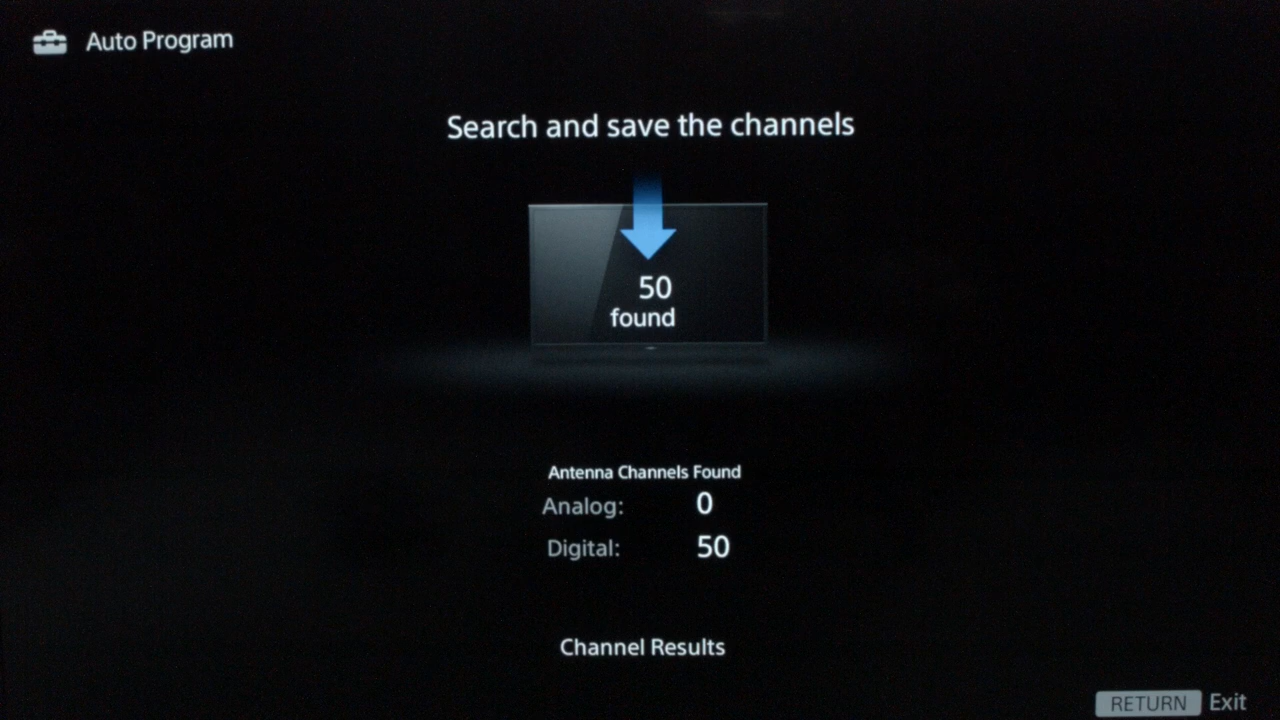 Auto Program
Search and save the channels
50
found
Antenna Channels Found
Analog: 0
Digital: 50
Channel Results
RETURN Exit